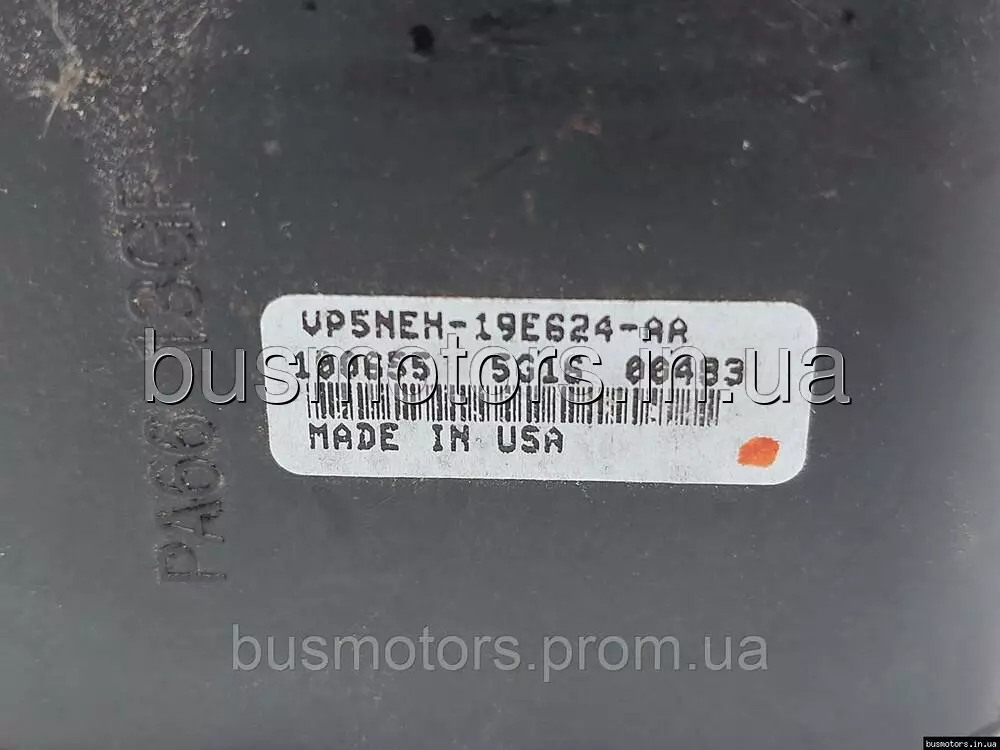 VP5NEH-19E624-AA
busmotors.in.ua
MADE IN USA
busmotors.prom.ua
busmotors.in.ua